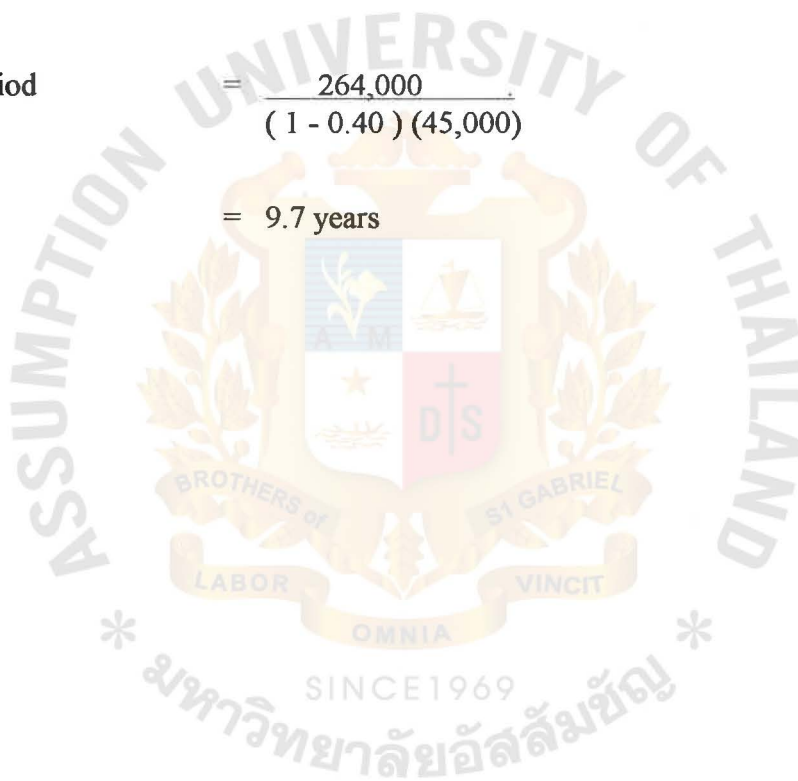 iod = 264,000
( 1 - 0.40 ) (45,000)
= 9.7 years
ASSUMPTION UNIVERSITY OF THAILAND
A M
D S
BROTHERS of ST GABRIEL
LABOR VINCIT
OMNIA
SINCE1969
* มหาวิทยาลัยอัสสัมชัญ *